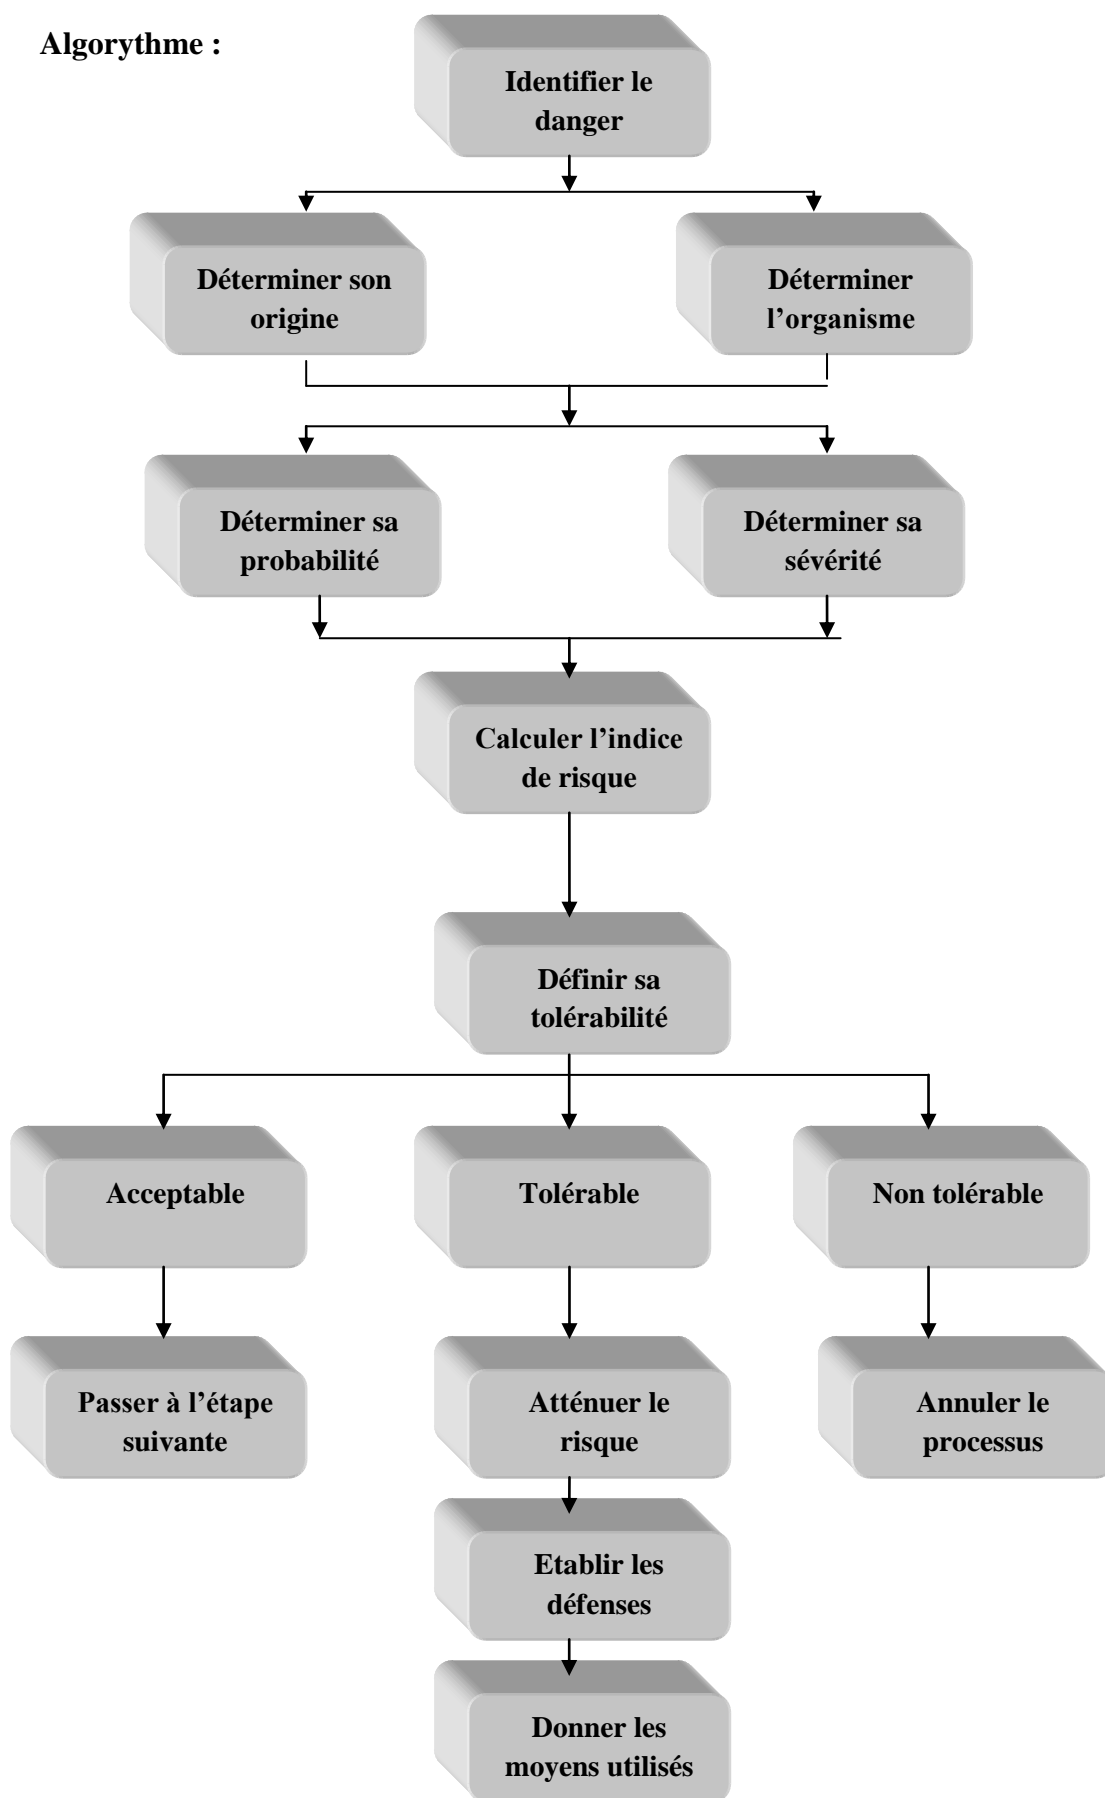 Algorythme :
Identifier le
danger
Déterminer son
origine
Déterminer
l’organisme
Déterminer sa
probabilité
Déterminer sa
sévérité
Calculer l’indice
de risque
Définir sa
tolérabilité
Acceptable
Tolérable
Non tolérable
Passer à l’étape
suivante
Atténuer le
risque
Annuler le
processus
Etablir les
défenses
Donner les
moyens utilisés